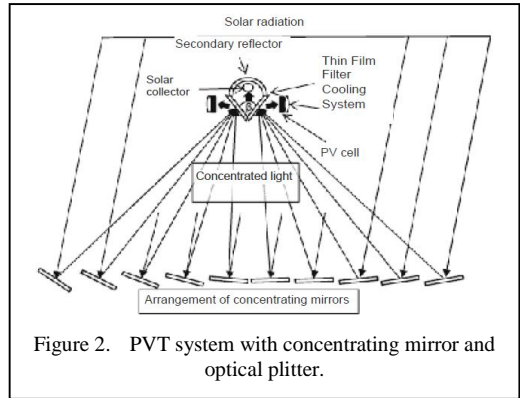 Solar radiation
Secondary reflector
Solar
collector
Thin Film
Filter
Cooling
System
β
PV cell
Concentrated light
Arrangement of concentrating mirrors
Figure 2. PVT system with concentrating mirror and
optical plitter.